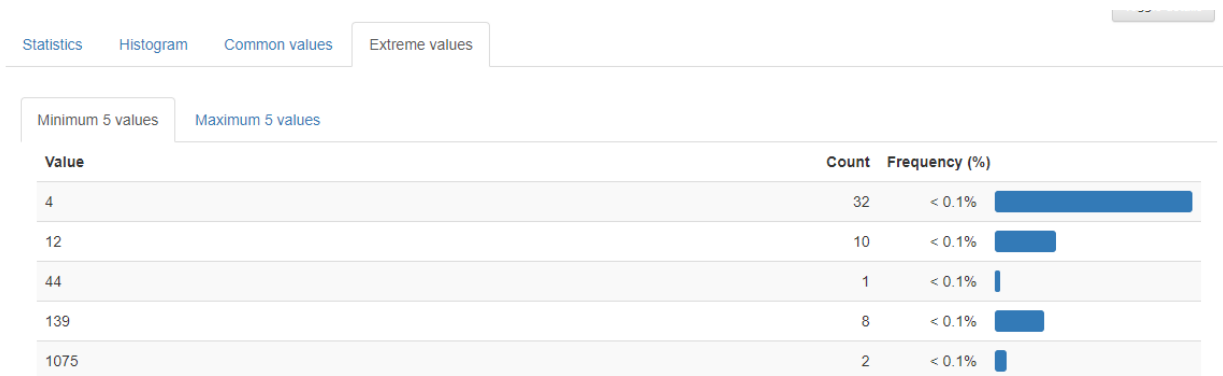 Statistics Histogram Common values Extreme values
Minimum 5 values Maximum 5 values
Value Count Frequency (%)
4 32 < 0.1%
12 10 < 0.1%
44 1 < 0.1%
139 8 < 0.1%
1075 2 < 0.1%